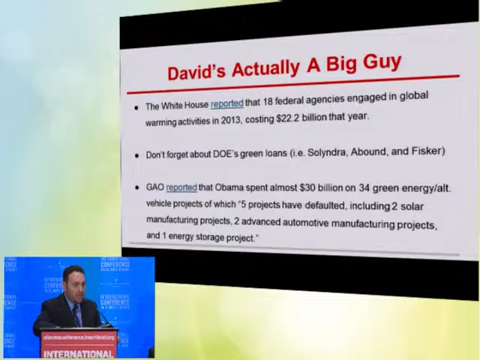 David's Actually A Big Guy
● The White House reported that 18 federal agencies engaged in global
warming activities in 2013, costing $22.2 billion that year.
● Don't forget about DOE's green loans (i.e. Solyndra, Abound, and Fisker)
● GAO reported that Obama spent almost $30 billion on 34 green energy/alt.
vehicle projects of which "5 projects have defaulted, including 2 solar
manufacturing projects, 2 advanced automotive manufacturing projects,
and 1 energy storage project."
INTERNATIONAL
CONFERENCE
INTERNATIONAL